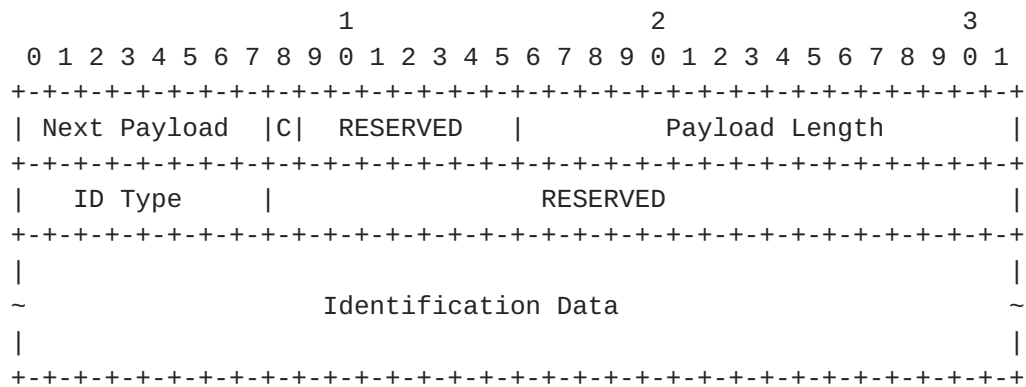 1                   2                   3
 0 1 2 3 4 5 6 7 8 9 0 1 2 3 4 5 6 7 8 9 0 1 2 3 4 5 6 7 8 9 0 1
+-+-+-+-+-+-+-+-+-+-+-+-+-+-+-+-+-+-+-+-+-+-+-+-+-+-+-+-+-+-+-+-+
| Next Payload  |C|  RESERVED   |         Payload Length        |
+-+-+-+-+-+-+-+-+-+-+-+-+-+-+-+-+-+-+-+-+-+-+-+-+-+-+-+-+-+-+-+-+
|   ID Type     |                 RESERVED                      |
+-+-+-+-+-+-+-+-+-+-+-+-+-+-+-+-+-+-+-+-+-+-+-+-+-+-+-+-+-+-+-+-+
|                                                               |
~                   Identification Data                         ~
|                                                               |
+-+-+-+-+-+-+-+-+-+-+-+-+-+-+-+-+-+-+-+-+-+-+-+-+-+-+-+-+-+-+-+-+